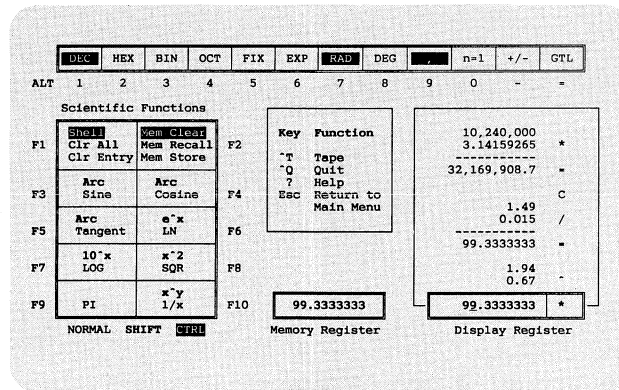 DEC HEX BIN OCT FIX EXP RAD DEG , n=1 +/- GTL
ALT 1 2 3 4 5 6 7 8 9 0 - =
Scientific Functions
F1 Shell Mem Clear F2
Clr All Mem Recall
Clr Entry Mem Store
F3 Arc Arc F4
Sine Cosine
F5 Arc e^x F6
Tangent LN
F7 10^x x^2 F8
LOG SQR
F9 x^y F10
PI 1/x
NORMAL SHIFT CTRL
Key Function
^T Tape
^Q Quit
? Help
Esc Return to
Main Menu
99.3333333
Memory Register
10,240,000
3.14159265 *
-----------
32,169,908.7 =
C
1.49
0.015 /
-----------
99.3333333 =
1.94
0.67 -
99.3333333 *
Display Register